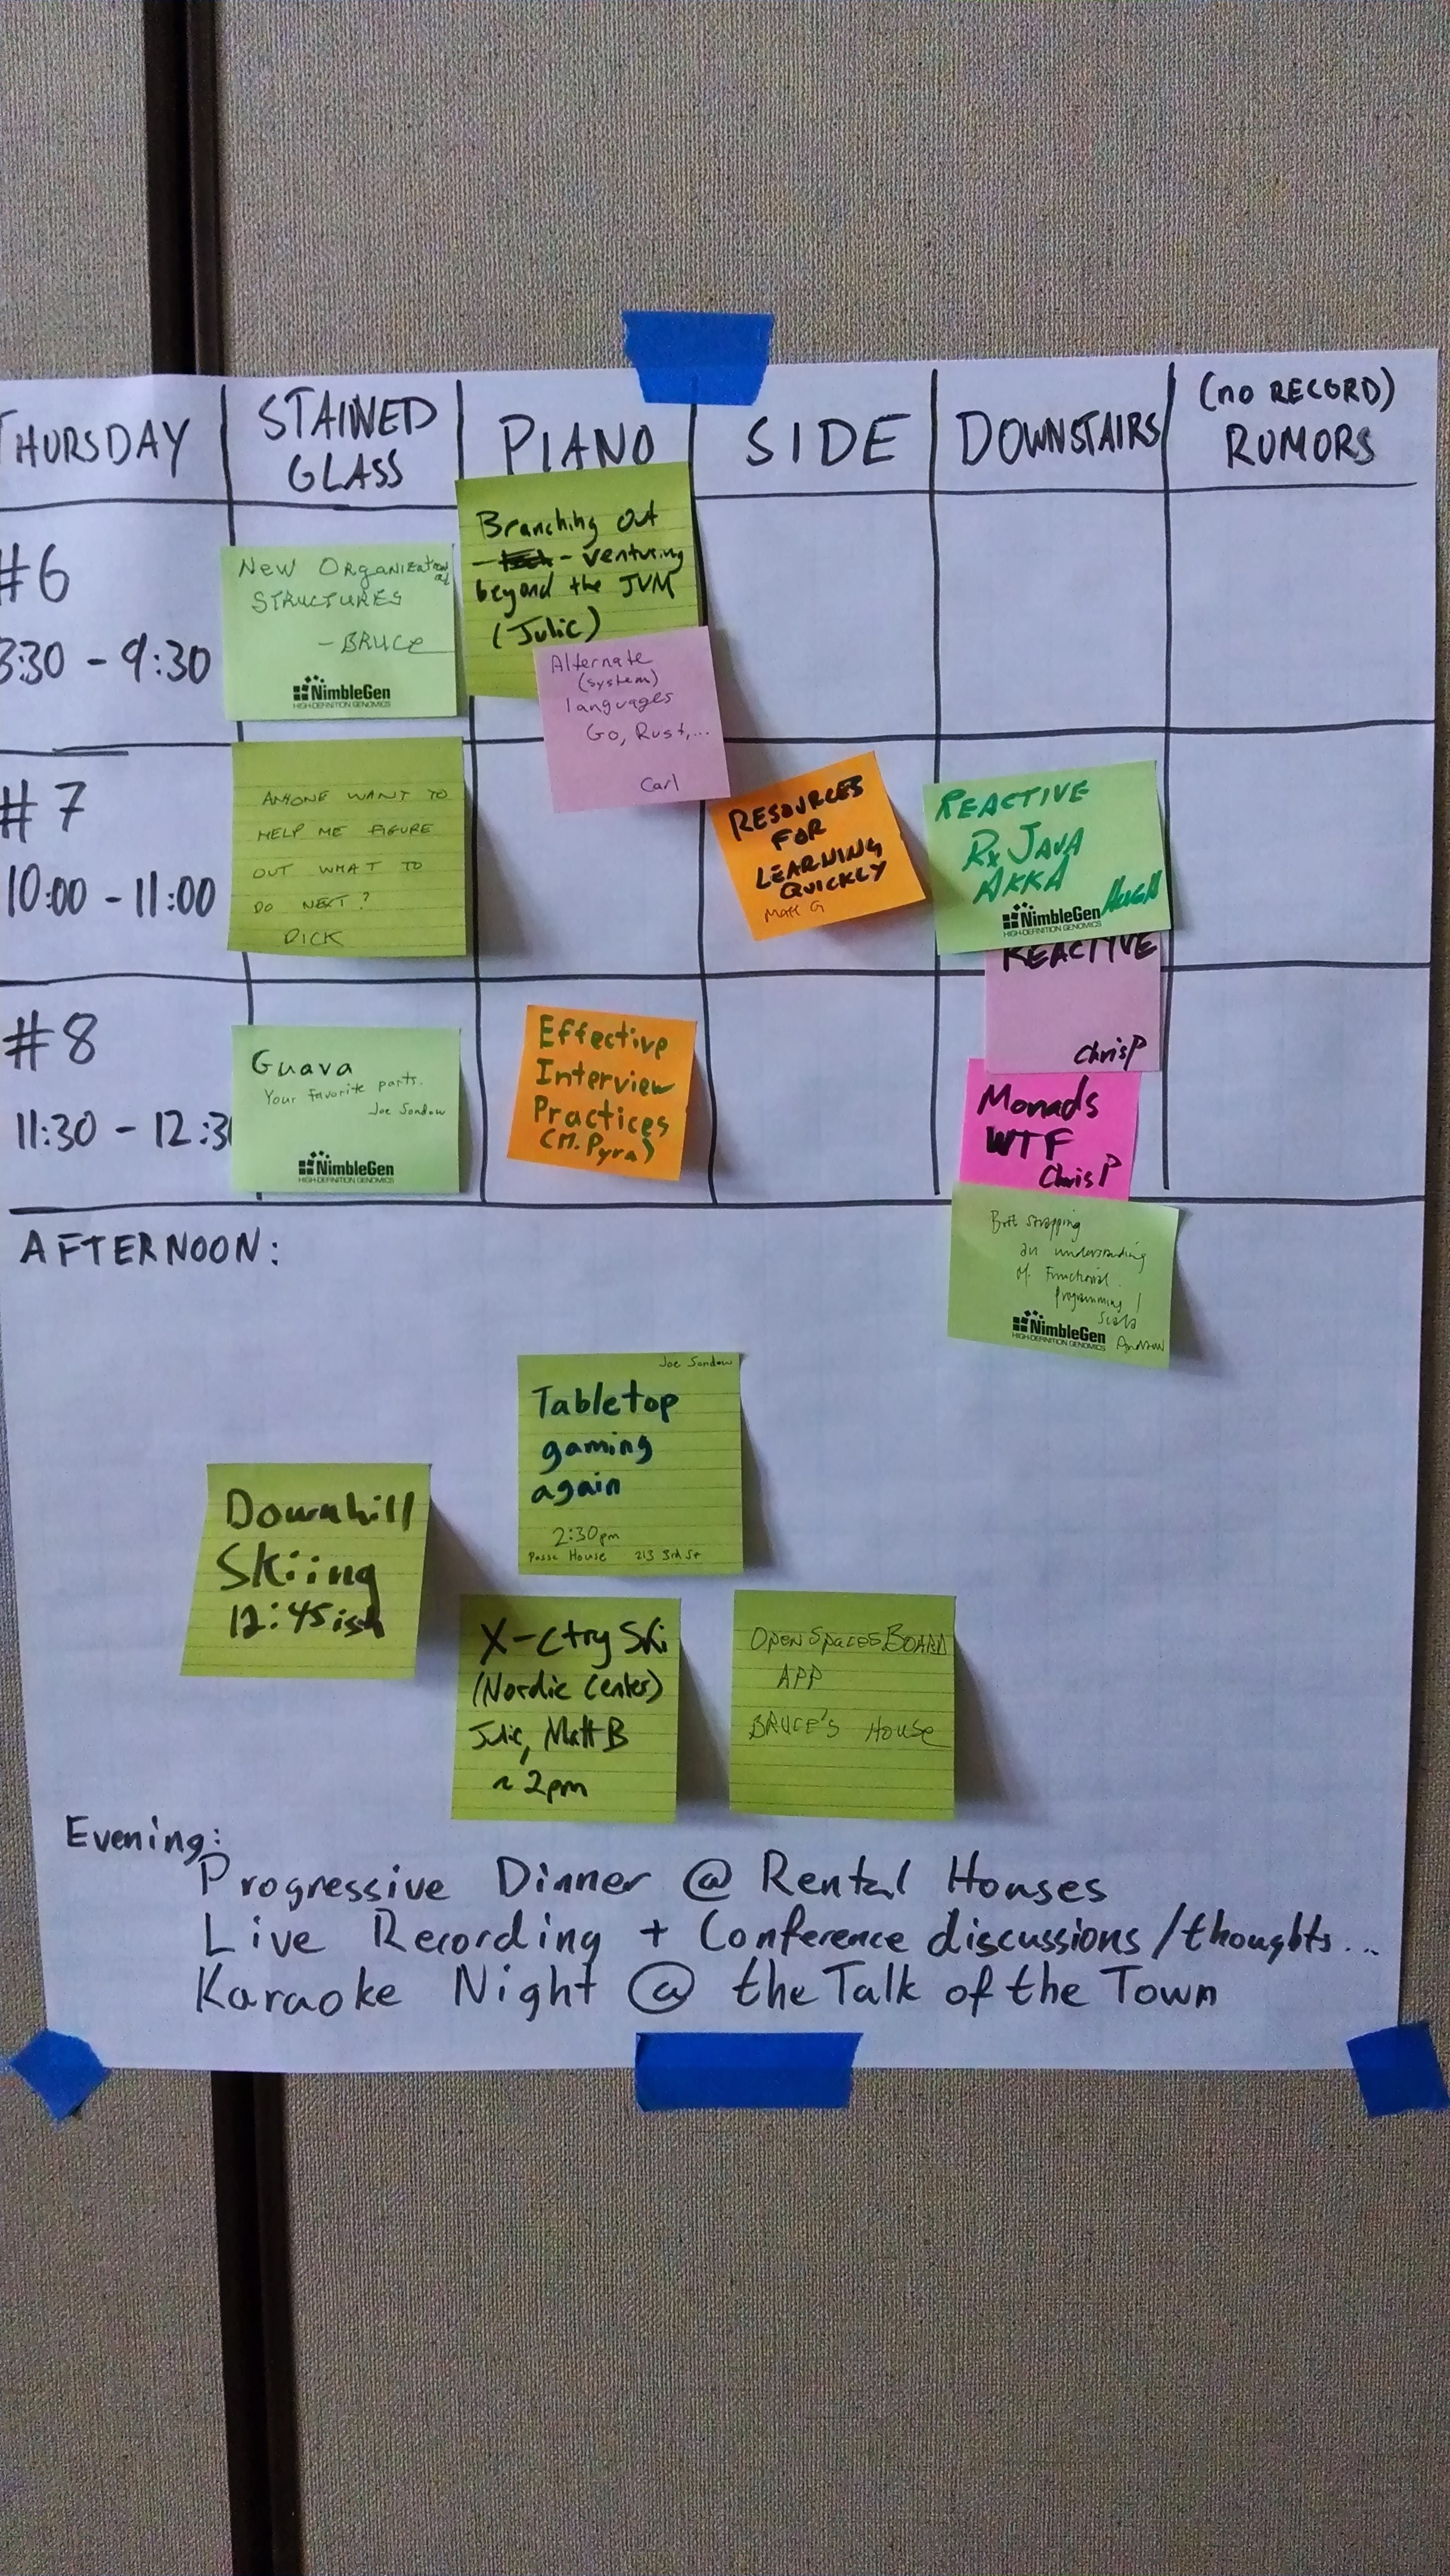 THURSDAY
STAINED
GLASS
PIANO
SIDE
DOWNSTAIRS
(no RECORD)
RUMORS
#6
3:30 - 9:30
New ORGANIZATIONAL
STRUCTURES
- BRUCE
NimbleGen
HIGH-DEFINITION GENOMICS
Branching Out
- - venturing
beyond the JVM
(Julie)
Alternate
(system)
languages
Go, Rust,...
Carl
#7
10:00 - 11:00
ANYONE WANT TO
HELP ME FIGURE
OUT WHAT TO
DO NEXT?
DICK
RESOURCES
FOR
LEARNING
QUICKLY
Matt G
REACTIVE
Rx JAVA
AKKA
HUGH
NimbleGen
HIGH-DEFINITION GENOMICS
REACTIVE
ChrisP
#8
11:30 - 12:30
Guava
Your favorite parts.
Joe Sondow
NimbleGen
HIGH-DEFINITION GENOMICS
Effective
Interview
Practices
(M. Pyra)
Monads
WTF
ChrisP
Boot strapping
an understanding
of Functional
programming /
Scala
Andrew
NimbleGen
HIGH-DEFINITION GENOMICS
AFTERNOON:
Joe Sondow
Tabletop
gaming
again
2:30pm
Posse House 213 3rd St
Downhill
Skiing
12:45ish
X-ctry Ski
(Nordic Center)
Julie, Matt B
~ 2pm
OPEN SPACES BOARD
APP
BRUCE'S House
Evening:
Progressive Dinner @ Rental Houses
Live Recording + Conference discussions/thoughts...
Karaoke Night @ the Talk of the Town